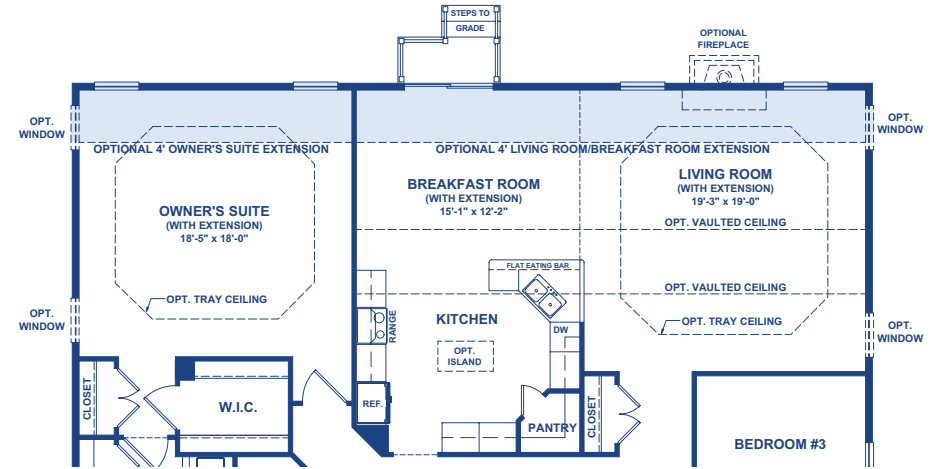 STEPS TO
GRADE
OPTIONAL
FIREPLACE
OPT.
WINDOW
OPT.
WINDOW
OPTIONAL 4' OWNER'S SUITE EXTENSION
OPTIONAL 4' LIVING ROOM/BREAKFAST ROOM EXTENSION
OWNER'S SUITE
(WITH EXTENSION)
18'-5" x 18'-0"
BREAKFAST ROOM
(WITH EXTENSION)
15'-1" x 12'-2"
LIVING ROOM
(WITH EXTENSION)
19'-3" x 19'-0"
OPT. VAULTED CEILING
FLAT EATING BAR
OPT. VAULTED CEILING
OPT. TRAY CEILING
OPT.
WINDOW
RANGE
KITCHEN
DW
OPT. TRAY CEILING
OPT.
WINDOW
OPT.
ISLAND
CLOSET
W.I.C.
REF.
PANTRY
CLOSET
BEDROOM #3